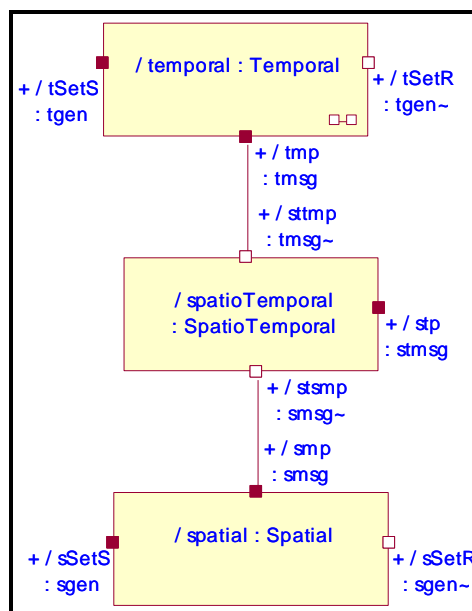 / temporal : Temporal
+ / tSetS
: tgen
+ / tSetR
: tgen~
+ / tmp
: tmsg
+ / sttmp
: tmsg~
/ spatioTemporal
: SpatioTemporal
+ / stp
: stmsg
+ / stsmp
: smsg~
+ / smp
: smsg
/ spatial : Spatial
+ / sSetS
: sgen
+ / sSetR
: sgen~